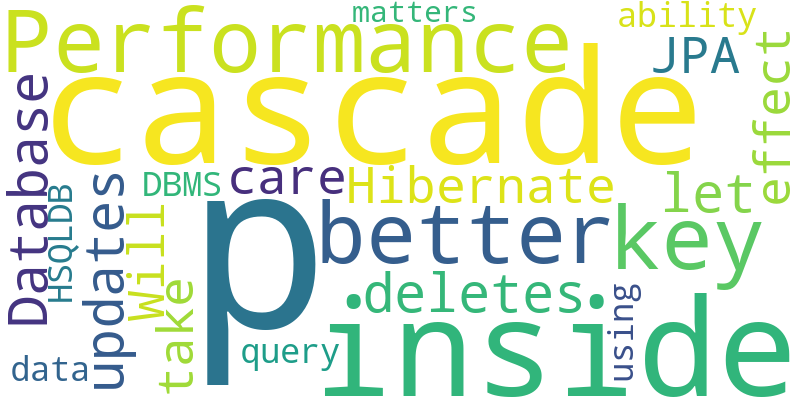 matters
ability
Performance
JPA
cascade
effect
Database
DBMS
care
Hibernate
let
HSQLDB
updates
Will
p
better
key
take
deletes
inside
using
query
data